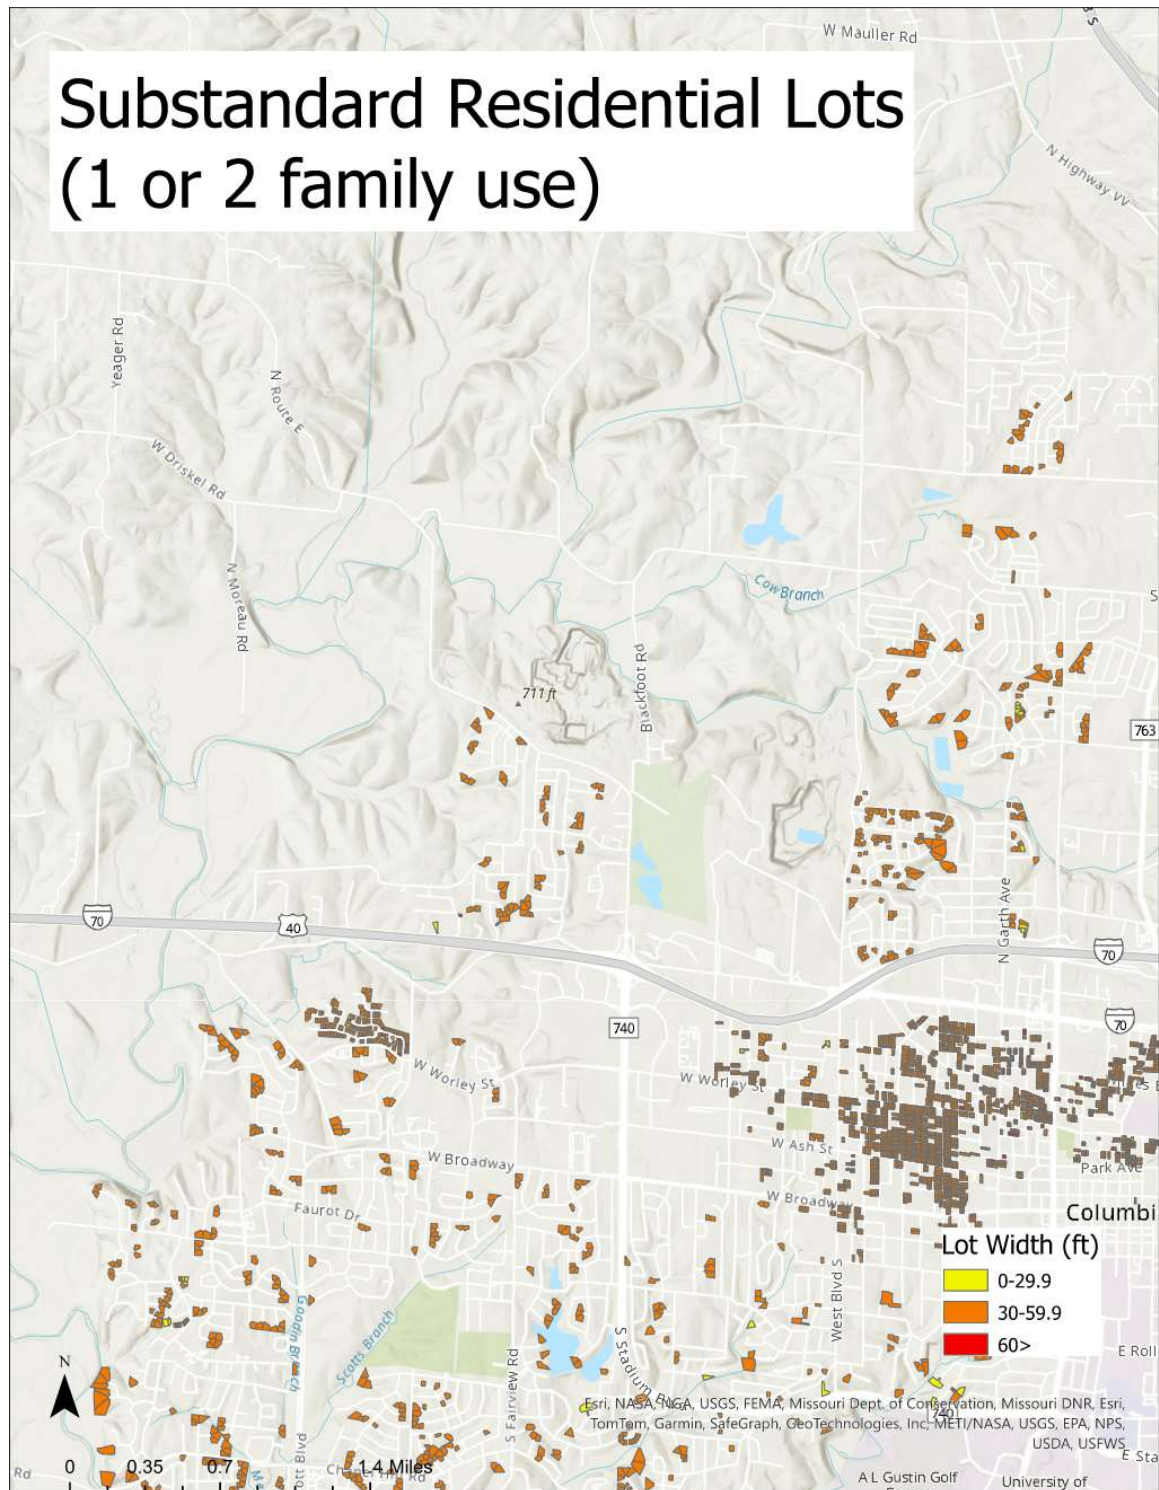 W Mauller Rd
Substandard Residential Lots
(1 or 2 family use)
N Highway VV
Yeager Rd
N Route E
W Driskel Rd
N Moreau Rd
Cow Branch
Blackfoot Rd
711 ft
763
N Garth Ave
70
40
70
70
740
W Worley St
W Worley St
W Ash St
W Broadway
Park Ave
W Broadway
Faurot Dr
Columbi
Lot Width (ft)
0-29.9
30-59.9
60>
West Blvd S
Goodin Branch
Scotts Branch
S Fairview Rd
S Stadium Blvd
E Roll
N
Esri, NASA, NGA, USGS, FEMA, Missouri Dept. of Conservation, Missouri DNR, Esri,
TomTom, Garmin, SafeGraph, GeoTechnologies, Inc, METI/NASA, USGS, EPA, NPS,
USDA, USFWS
740
E Sta
0 0.35 0.7 1.4 Miles
Rd
ott Blvd
A L Gustin Golf
University of